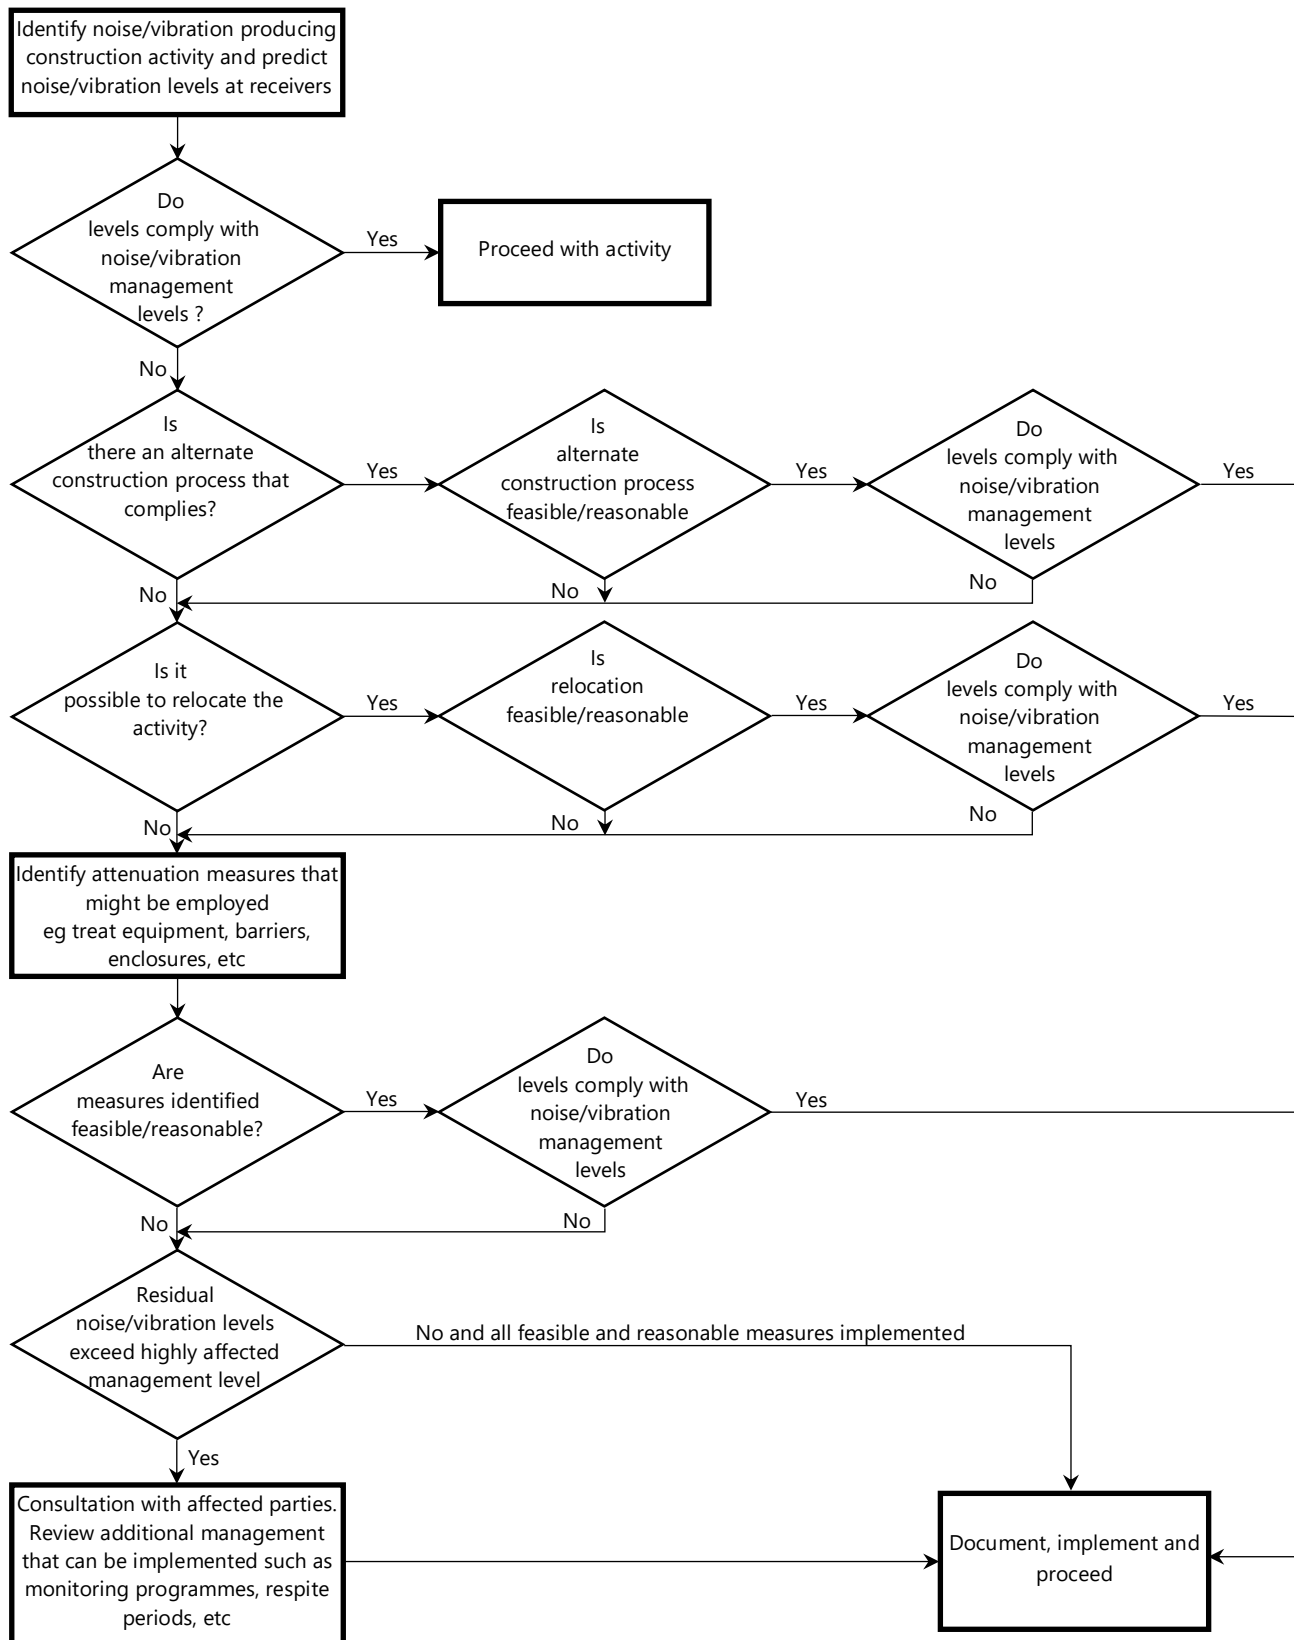 Identify noise/vibration producing
construction activity and predict
noise/vibration levels at receivers
Do
levels comply with
noise/vibration
management
levels ?
Yes
Proceed with activity
No
Is
there an alternate
construction process that
complies?
Yes
Is
alternate
construction process
feasible/reasonable
Yes
Do
levels comply with
noise/vibration
management
levels
Yes
No
No
No
Is it
possible to relocate the
activity?
Yes
Is
relocation
feasible/reasonable
Yes
Do
levels comply with
noise/vibration
management
levels
Yes
No
No
No
Identify attenuation measures that
might be employed
eg treat equipment, barriers,
enclosures, etc
Are
measures identified
feasible/reasonable?
Yes
Do
levels comply with
noise/vibration
management
levels
Yes
No
No
Residual
noise/vibration levels
exceed highly affected
management level
No and all feasible and reasonable measures implemented
Yes
Consultation with affected parties.
Review additional management
that can be implemented such as
monitoring programmes, respite
periods, etc
Document, implement and
proceed